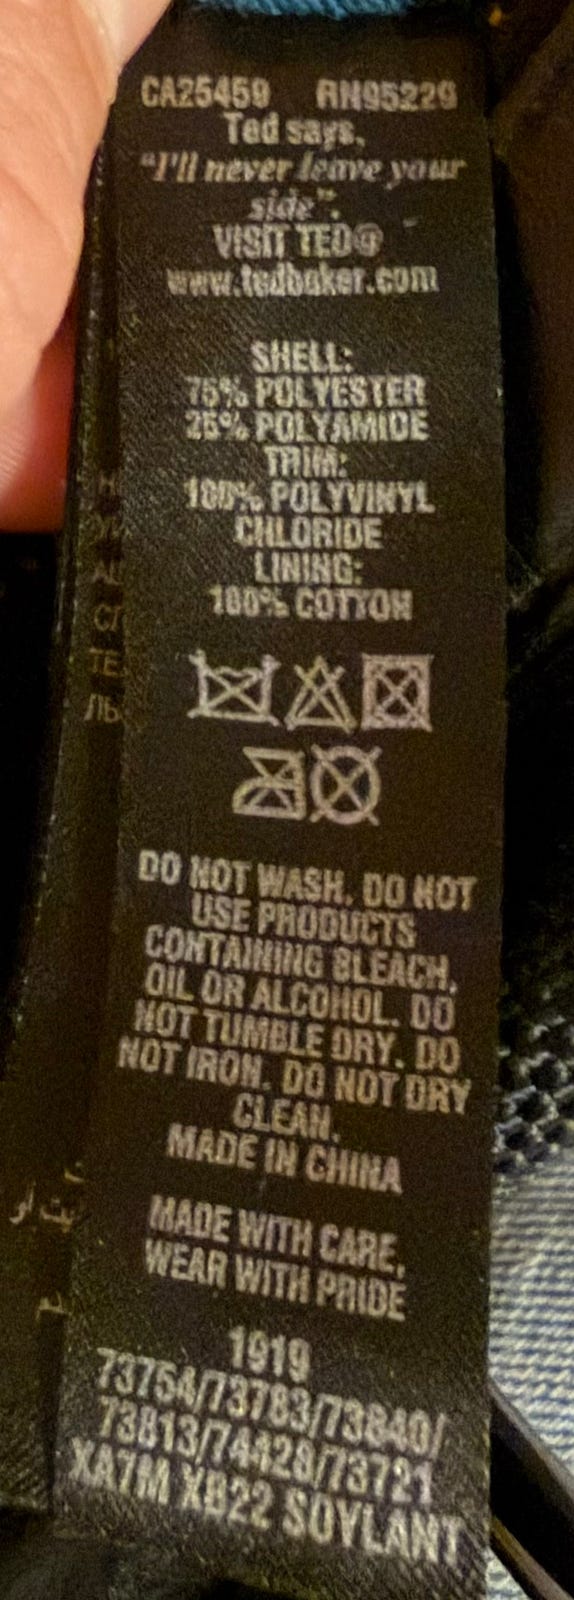 CA25459 RN95229
Ted says,
"I'll never leave your
side".
VISIT TED@
www.tedbaker.com
SHELL:
75% POLYESTER
25% POLYAMIDE
TRIM:
100% POLYVINYL
CHLORIDE
LINING:
100% COTTON
DO NOT WASH. DO NOT
USE PRODUCTS
CONTAINING BLEACH,
OIL OR ALCOHOL. DO
NOT TUMBLE DRY. DO
NOT IRON. DO NOT DRY
CLEAN.
MADE IN CHINA
MADE WITH CARE,
WEAR WITH PRIDE
1919
73754/73783/73840/
73813/74428/73721
XA7M XB22 SOYLANT